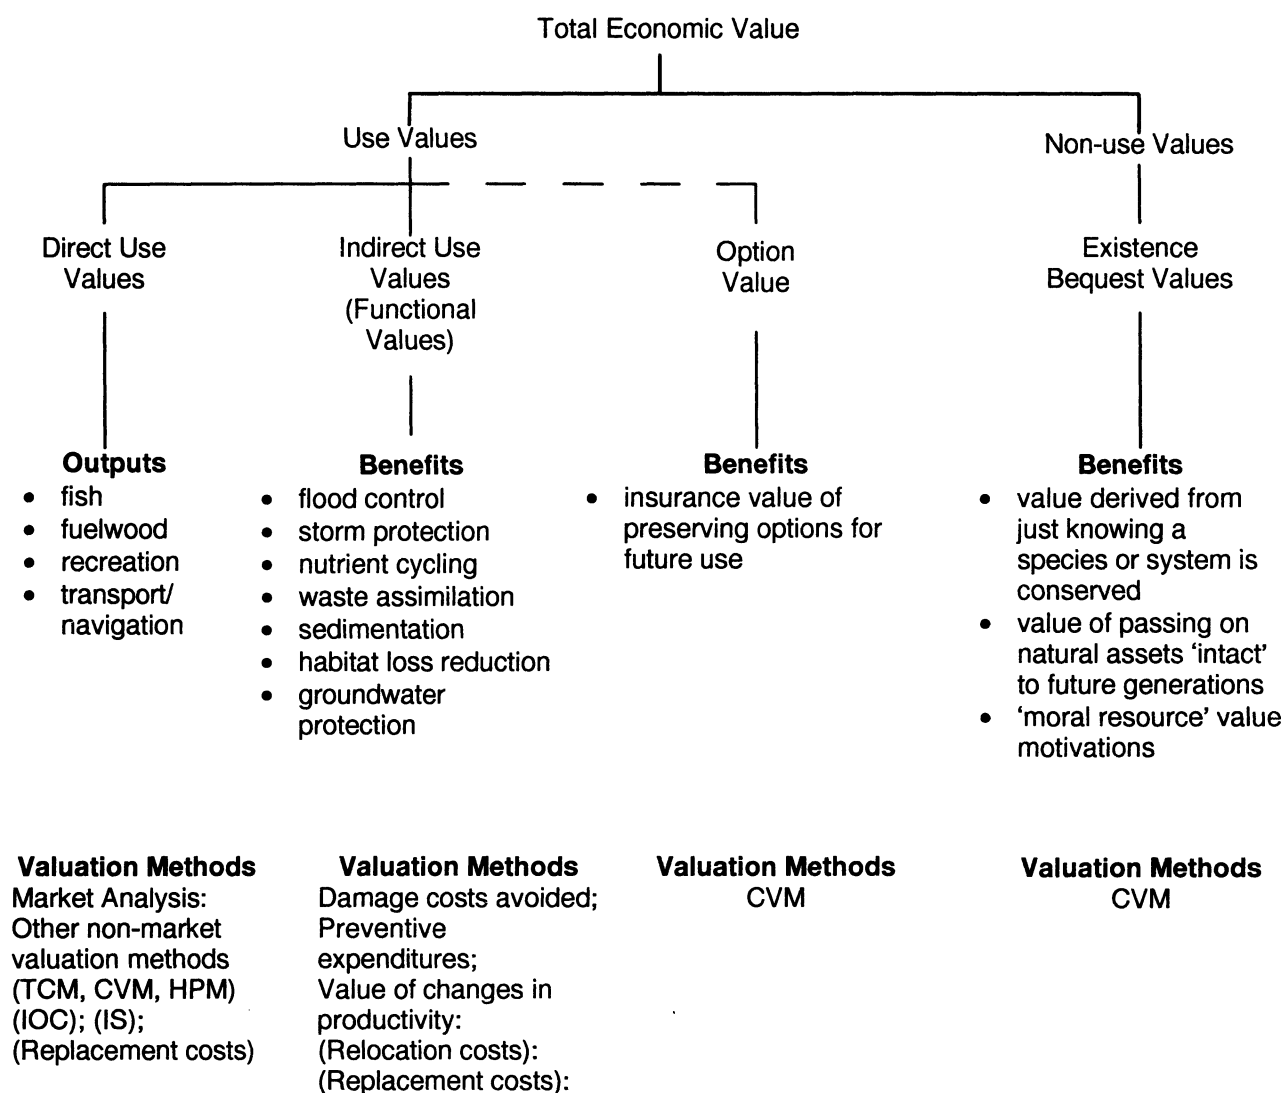 Total Economic Value
Use Values
Non-use Values
Direct Use
Values
Indirect Use
Values
(Functional
Values)
Option
Value
Existence
Bequest Values
Outputs
• fish
• fuelwood
• recreation
• transport/
navigation
Benefits
• flood control
• storm protection
• nutrient cycling
• waste assimilation
• sedimentation
• habitat loss reduction
• groundwater
protection
Benefits
• insurance value of
preserving options for
future use
Benefits
• value derived from
just knowing a
species or system is
conserved
• value of passing on
natural assets ‘intact’
to future generations
• ‘moral resource’ value
motivations
Valuation Methods
Market Analysis:
Other non-market
valuation methods
(TCM, CVM, HPM)
(IOC); (IS);
(Replacement costs)
Valuation Methods
Damage costs avoided;
Preventive
expenditures;
Value of changes in
productivity:
(Relocation costs):
(Replacement costs):
Valuation Methods
CVM
Valuation Methods
CVM